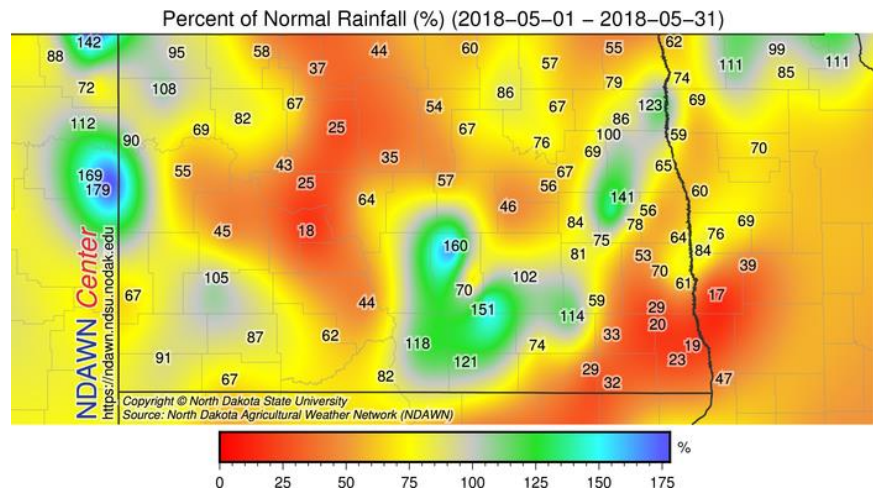 Percent of Normal Rainfall (%) (2018−05−01 − 2018−05−31)
142 62
88 95 58 44 60 55 99
37 57 111 85 111
72 108 86 79 74
67 54 67 123 69
112 82 86
90 69 25 67 76 100 59
35 69 70
169 55 43 67 65
179 25 57 56 60
64 46 141 56
45 18 84 78 69
160 75 64 76
81 53 84
105 102 70 39
67 70 61
44 151 59 29 17
114 20
87 62 118 74 33 19
91 121 23
67 82 29 47
32
NDAWN Center
https://ndawn.ndsu.nodak.edu
Copyright © North Dakota State University
Source: North Dakota Agricultural Weather Network (NDAWN)
%
0 25 50 75 100 125 150 175